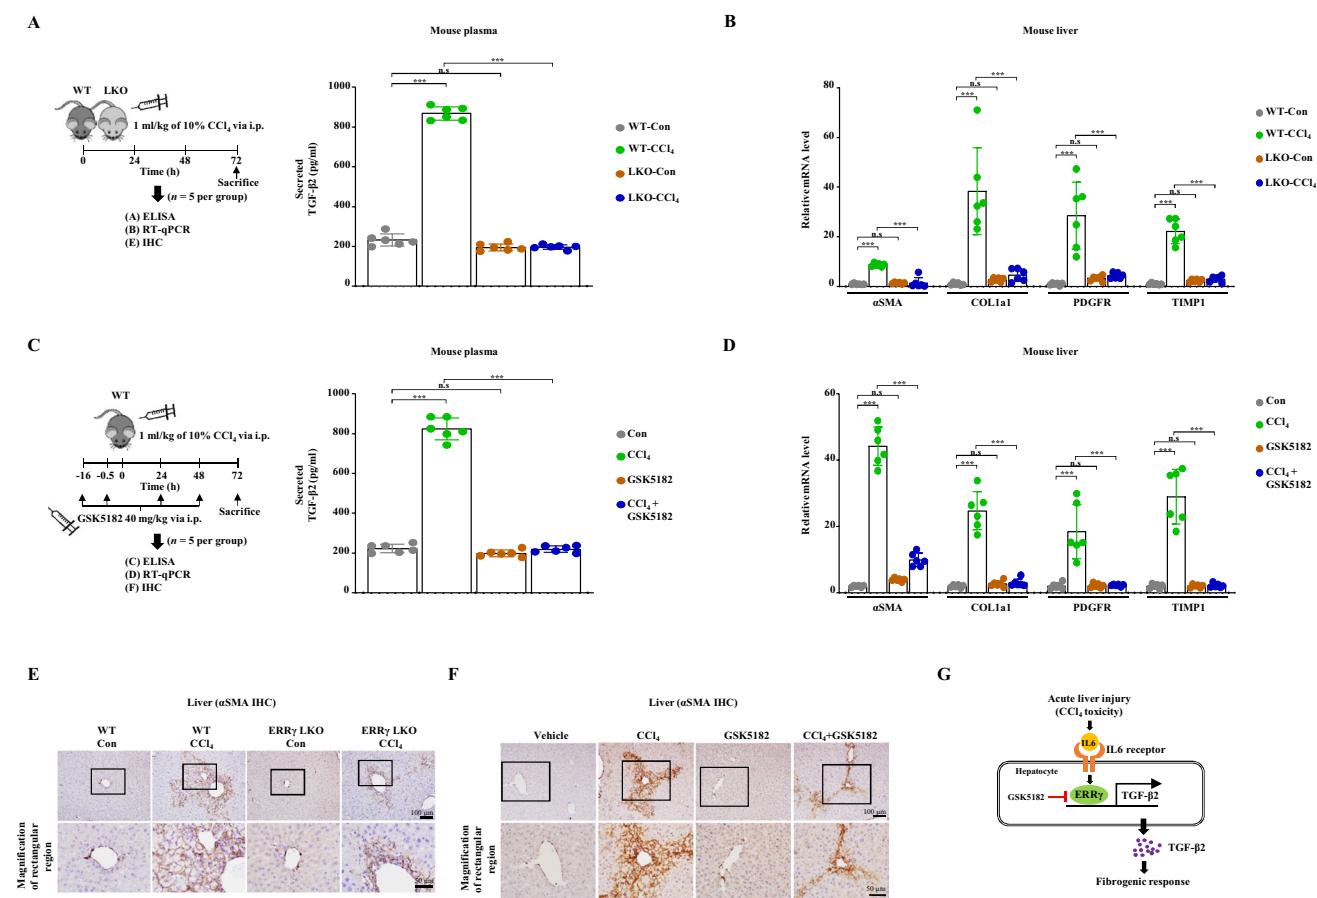 A
Mouse plasma
WT LKO
1 ml/kg of 10% CCl4 via i.p.
0 24 48 72
Time (h)
Sacrifice
(n = 5 per group)
(A) ELISA
(B) RT-qPCR
(E) IHC
Secreted
TGF-β2 (pg/ml)
1000
800
600
400
200
0
***
n.s
***
WT-Con
WT-CCl4
LKO-Con
LKO-CCl4
B
Mouse liver
Relative mRNA level
80
60
40
20
0
***
n.s
***
***
n.s
***
***
n.s
***
***
n.s
***
αSMA COL1a1 PDGFR TIMP1
WT-Con
WT-CCl4
LKO-Con
LKO-CCl4
C
Mouse plasma
WT
1 ml/kg of 10% CCl4 via i.p.
-16 -0.5 0 24 48 72
Time (h)
Sacrifice
GSK5182 40 mg/kg via i.p.
(n = 5 per group)
(C) ELISA
(D) RT-qPCR
(F) IHC
Secreted
TGF-β2 (pg/ml)
1000
800
600
400
200
0
***
n.s
***
Con
CCl4
GSK5182
CCl4 +
GSK5182
D
Mouse liver
Relative mRNA level
60
40
20
0
***
n.s
***
***
n.s
***
***
n.s
***
***
n.s
***
αSMA COL1a1 PDGFR TIMP1
Con
CCl4
GSK5182
CCl4 +
GSK5182
E
Liver (αSMA IHC)
WT
Con
WT
CCl4
ERRγ LKO
Con
ERRγ LKO
CCl4
100 μm
Magnification
of rectangular
region
50 μm
F
Liver (αSMA IHC)
Vehicle CCl4 GSK5182 CCl4+GSK5182
100 μm
Magnification
of rectangular
region
50 μm
G
Acute liver injury
(CCl4 toxicity)
IL6
IL6 receptor
Hepatocyte
GSK5182
ERRγ
TGF-β2
TGF-β2
Fibrogenic response